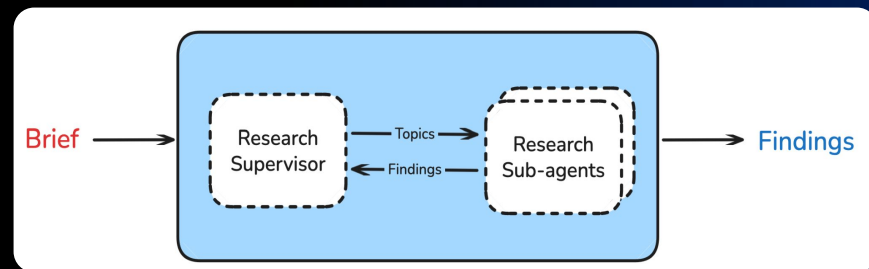 Brief
Research
Supervisor
Topics
Findings
Research
Sub-agents
Findings